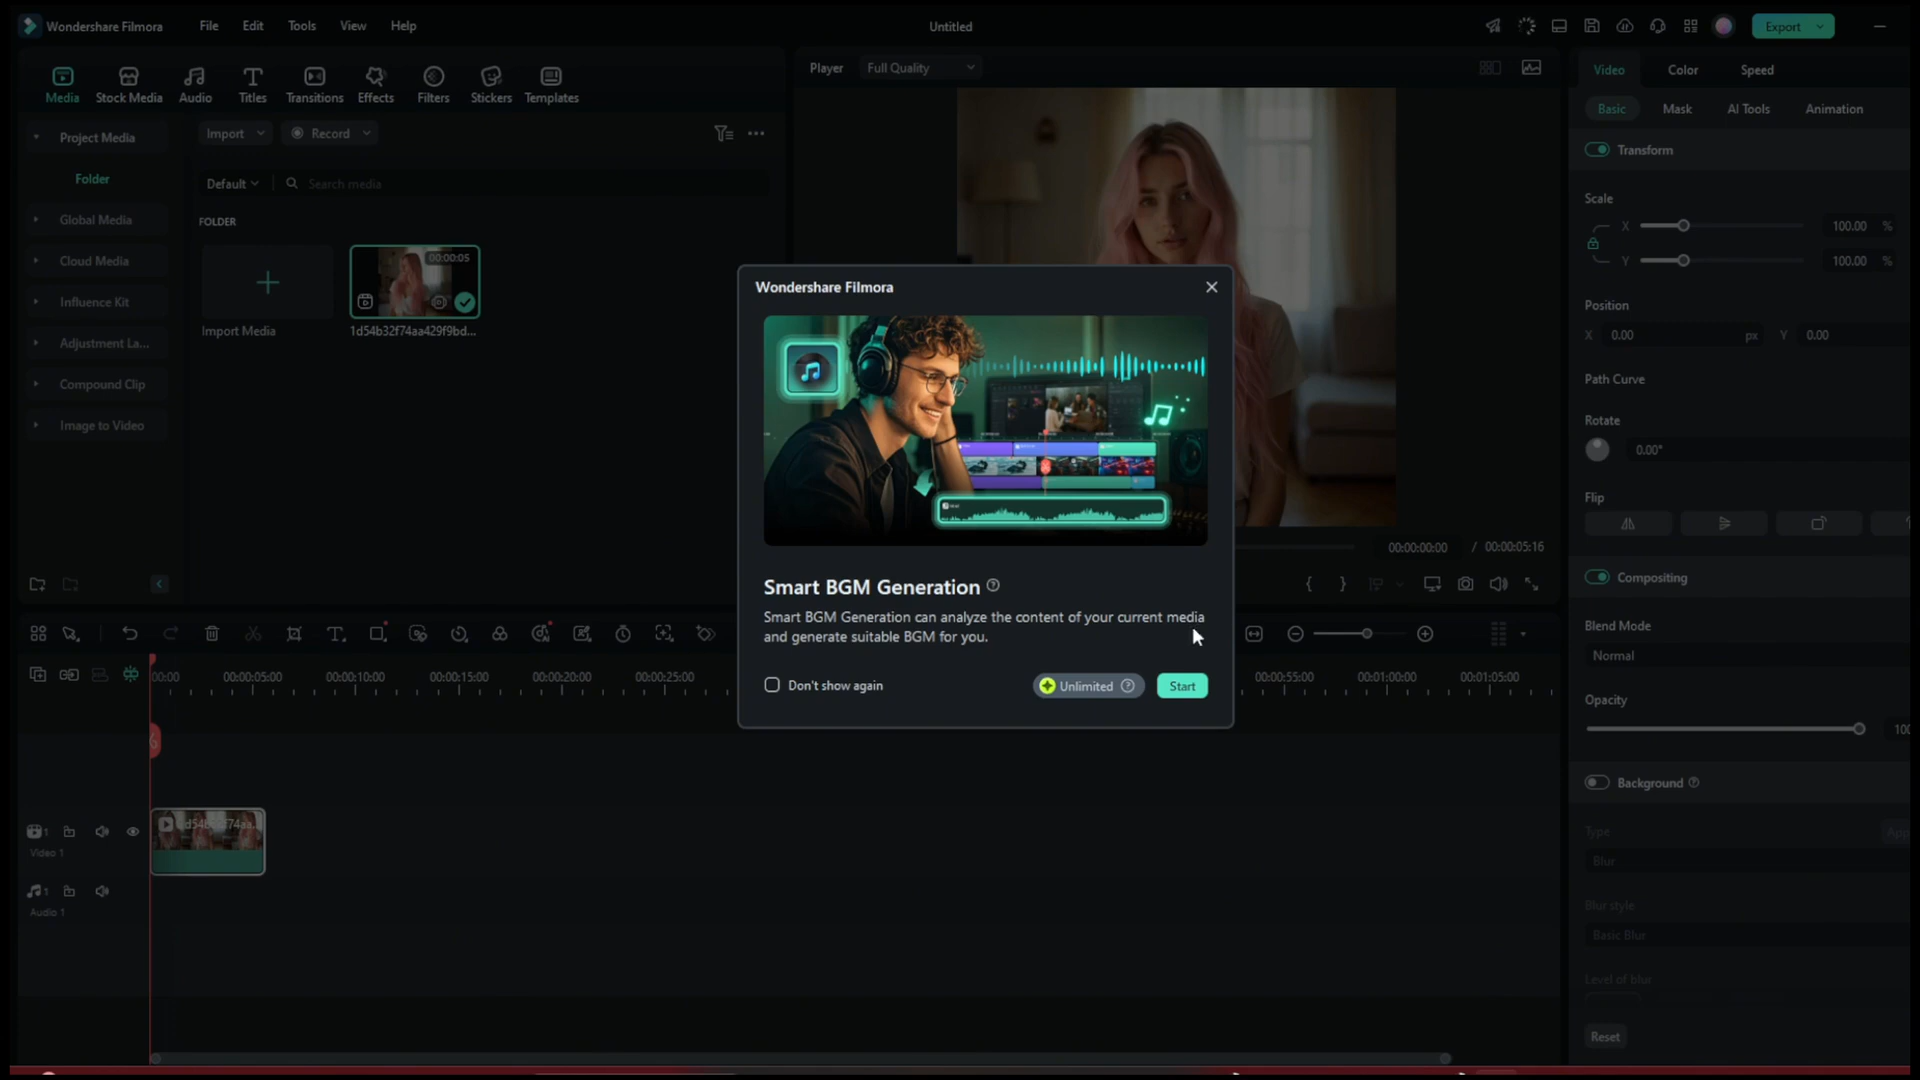 Wondershare Filmora File Edit Tools View Help Untitled Export
Media Stock Media Audio Titles Transitions Effects Filters Stickers Templates
Player Full Quality
Video Color Speed
Basic Mask AI Tools Animation
Project Media
Folder
Global Media
Cloud Media
Influence Kit
Adjustment La...
Compound Clip
Image to Video
Import Record
Default Search media
FOLDER
00:00:05
Import Media 1d54b32f74aa429f9bd...
Wondershare Filmora
Smart BGM Generation
Smart BGM Generation can analyze the content of your current media
and generate suitable BGM for you.
Don't show again Unlimited Start
00:00:00:00 / 00:00:05:16
Transform
Scale
X 100.00 %
Y 100.00 %
Position
X 0.00 px Y 0.00
Path Curve
Rotate
0.00°
Flip
Compositing
Blend Mode
Normal
Opacity
100
Background
Type
Blur
Blur style
Basic Blur
Level of blur
Reset
:00:00 00:00:05:00 00:00:10:00 00:00:15:00 00:00:20:00 00:00:25:00 00:00:55:00 00:01:00:00 00:01:05:00
1
Video 1
1
Audio 1